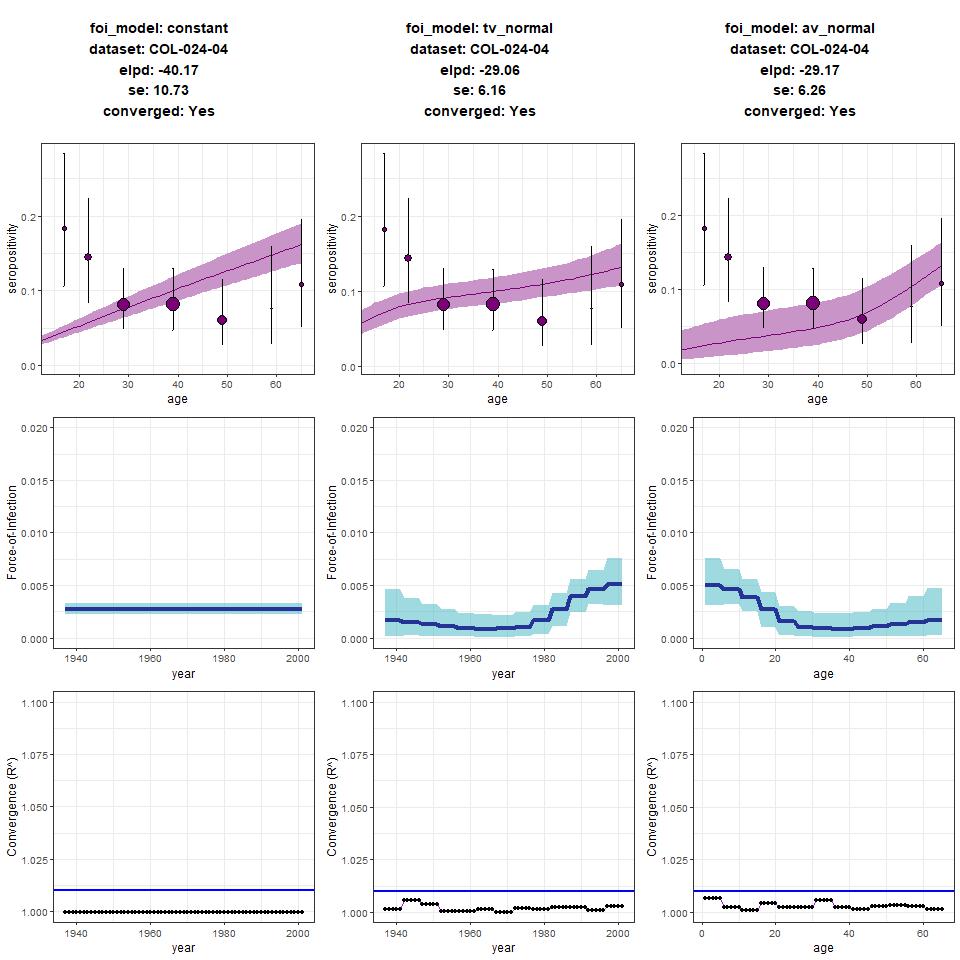 foi_model: constant
dataset: COL-024-04
elpd: -40.17
se: 10.73
converged: Yes
foi_model: tv_normal
dataset: COL-024-04
elpd: -29.06
se: 6.16
converged: Yes
foi_model: av_normal
dataset: COL-024-04
elpd: -29.17
se: 6.26
converged: Yes
seropositivity
0.2
0.1
0.0
20 30 40 50 60
age
seropositivity
0.2
0.1
0.0
20 30 40 50 60
age
seropositivity
0.2
0.1
0.0
20 30 40 50 60
age
Force-of-Infection
0.020
0.015
0.010
0.005
0.000
1940 1960 1980 2000
year
Force-of-Infection
0.020
0.015
0.010
0.005
0.000
1940 1960 1980 2000
year
Force-of-Infection
0.020
0.015
0.010
0.005
0.000
0 20 40 60
age
Convergence (R^)
1.100
1.075
1.050
1.025
1.000
1940 1960 1980 2000
year
Convergence (R^)
1.100
1.075
1.050
1.025
1.000
1940 1960 1980 2000
year
Convergence (R^)
1.100
1.075
1.050
1.025
1.000
0 20 40 60
age